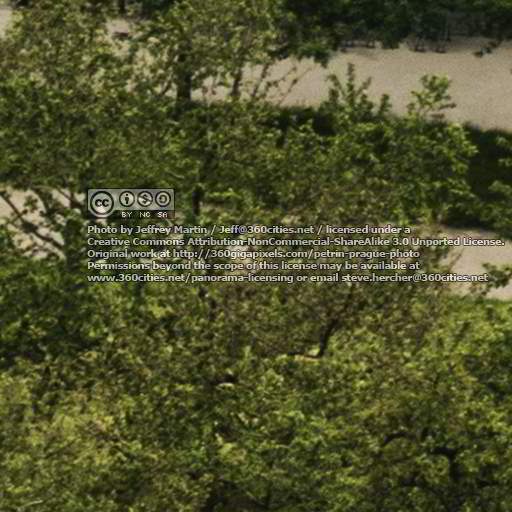 cc BY NC SA
Photo by Jeffrey Martin / Jeff@360cities.net / licensed under a
Creative Commons Attribution-NonCommercial-ShareAlike 3.0 Unported License.
Original work at http://360gigapixels.com/petrin-prague-photo
Permissions beyond the scope of this license may be available at
www.360cities.net/panorama-licensing or email steve.hercher@360cities.net